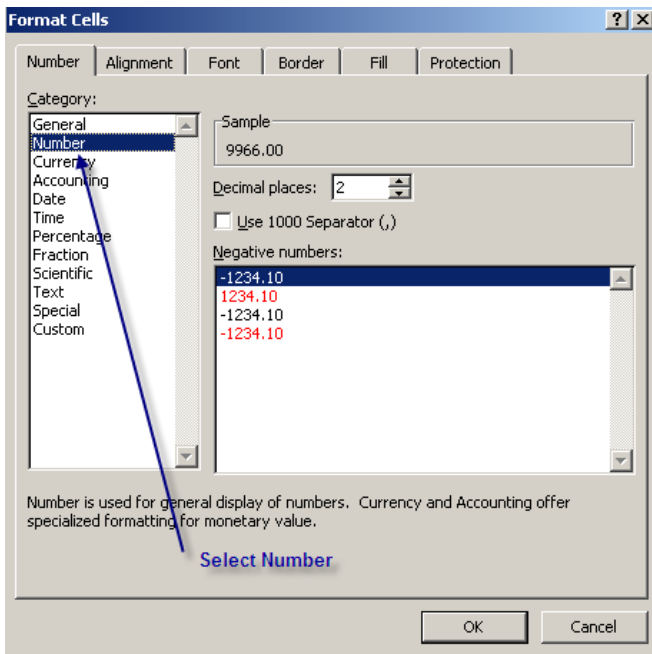 Format Cells
? X
Number Alignment Font Border Fill Protection
Category:
General
Number
Currency
Accounting
Date
Time
Percentage
Fraction
Scientific
Text
Special
Custom
Sample
9966.00
Decimal places: 2
Use 1000 Separator (,)
Negative numbers:
-1234.10
1234.10
-1234.10
-1234.10
Number is used for general display of numbers. Currency and Accounting offer
specialized formatting for monetary value.
Select Number
OK Cancel